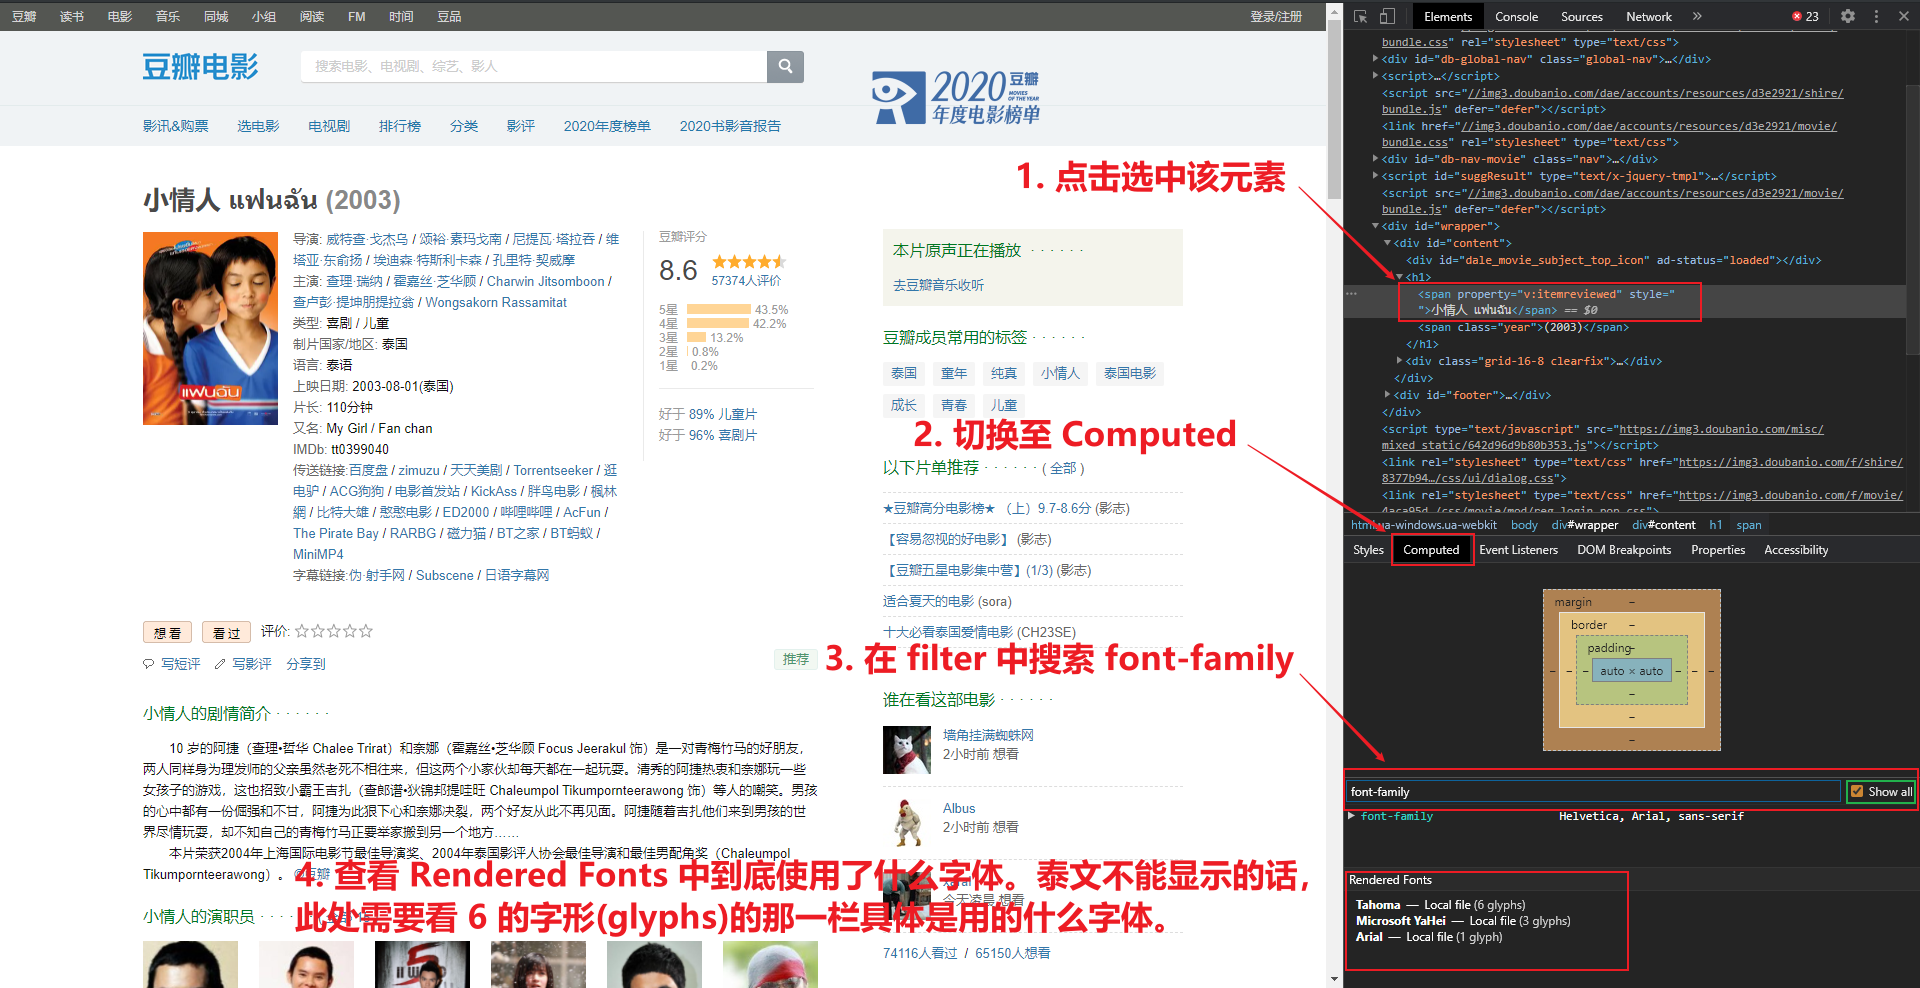 豆瓣 读书 电影 音乐 同城 小组 阅读 FM 时间 豆品 登录/注册
豆瓣电影
搜索电影、电视剧、综艺、影人
2020 豆瓣
MOVIES OF THE YEAR
年度电影榜单
影讯&购票 选电影 电视剧 排行榜 分类 影评 2020年度榜单 2020书影音报告
1. 点击选中该元素
小情人 แฟนฉัน (2003)
导演: 威特查·戈杰乌 / 颂裕·素玛戈南 / 尼提瓦·塔拉吞 / 维
塔亚·东俞扬 / 埃迪森·特斯利卡森 / 孔里特·契威摩
主演: 查理·瑞纳 / 霍嘉丝·芝华顾 / Charwin Jitsomboon /
查卢彭·提坤朋提拉翁 / Wongsakorn Rassamitat
类型: 喜剧 / 儿童
制片国家/地区: 泰国
语言: 泰语
上映日期: 2003-08-01(泰国)
片长: 110分钟
又名: My Girl / Fan chan
IMDb: tt0399040
传送链接:百度盘 / zimuzu / 天天美剧 / Torrentseeker / 逛
电驴 / ACG狗狗 / 电影首发站 / KickAss / 胖鸟电影 / 楓林
網 / 比特大雄 / 憨憨电影 / ED2000 / 哔哩哔哩 / AcFun /
The Pirate Bay / RARBG / 磁力猫 / BT之家 / BT蚂蚁 /
MiniMP4
字幕链接:伪·射手网 / Subscene / 日语字幕网
แฟนฉัน
豆瓣评分
8.6
57374人评价
5星 43.5%
4星 42.2%
3星 13.2%
2星 0.8%
1星 0.2%
好于 89% 儿童片
好于 96% 喜剧片
想看 看过 评价:
写短评 写影评 分享到
推荐
小情人的剧情简介 · · · · · ·
10 岁的阿捷（查理•哲华 Chalee Trirat）和奈娜（霍嘉丝•芝华顾 Focus Jeerakul 饰）是一对青梅竹马的好朋友，
两人同样身为理发师的父亲虽然老死不相往来，但这两个小家伙却每天都在一起玩耍。清秀的阿捷热衷和奈娜玩一些
女孩子的游戏，这也招致小霸王吉扎（查郎谱•狄锦邦提哇旺 Chaleumpol Tikumpornteerawong 饰）等人的嘲笑。男孩
的心中都有一份倔强和不甘，阿捷为此狠下心和奈娜决裂，两个好友从此不再见面。阿捷随着吉扎他们来到男孩的世
界尽情玩耍，却不知自己的青梅竹马正要举家搬到另一个地方……
本片荣获2004年上海国际电影节最佳导演奖、2004年泰国影评人协会最佳导演和最佳男配角奖（Chaleumpol
Tikumpornteerawong）。 ©豆瓣
小情人的演职员 · · · · · ·
本片原声正在播放 · · · · · ·
去豆瓣音乐收听
豆瓣成员常用的标签 · · · · · ·
泰国 童年 纯真 小情人 泰国电影
成长 青春 儿童
2. 切换至 Computed
以下片单推荐 · · · · · · ( 全部 )
★豆瓣高分电影榜★ （上）9.7-8.6分 (影志)
【容易忽视的好电影】 (影志)
【豆瓣五星电影集中营】(1/3) (影志)
适合夏天的电影 (sora)
十大必看泰国爱情电影 (CH23SE)
3. 在 filter 中搜索 font-family
谁在看这部电影 · · · · · ·
墙角挂满蜘蛛网
2小时前 想看
Albus
2小时前 想看
今天凌晨 想看
4. 查看 Rendered Fonts 中到底使用了什么字体。泰文不能显示的话，
此处需要看 6 的字形(glyphs)的那一栏具体是用的什么字体。
74116人看过 / 65150人想看
Elements Console Sources Network » 23
bundle.css" rel="stylesheet" type="text/css">
<div id="db-global-nav" class="global-nav">…</div>
<script>…</script>
<script src="//img3.doubanio.com/dae/accounts/resources/d3e2921/shire/
bundle.js" defer="defer"></script>
<link href="//img3.doubanio.com/dae/accounts/resources/d3e2921/movie/
bundle.css" rel="stylesheet" type="text/css">
<div id="db-nav-movie" class="nav">…</div>
<script id="suggResult" type="text/x-jquery-tmpl">…</script>
<script src="//img3.doubanio.com/dae/accounts/resources/d3e2921/movie/
bundle.js" defer="defer"></script>
<div id="wrapper">
<div id="content">
<div id="dale_movie_subject_top_icon" ad-status="loaded"></div>
<h1>
<span property="v:itemreviewed" style="
">小情人 แฟนฉัน</span> == $0
<span class="year">(2003)</span>
</h1>
<div class="grid-16-8 clearfix">…</div>
</div>
<div id="footer">…</div>
</div>
<script type="text/javascript" src="https://img3.doubanio.com/misc/
mixed_static/642d96d9b80b353.js"></script>
<link rel="stylesheet" type="text/css" href="https://img3.doubanio.com/f/shire/
8377b94…/css/ui/dialog.css">
<link rel="stylesheet" type="text/css" href="https://img3.doubanio.com/f/movie/
4aca95d…/css/movie/mod/reg_login_pop.css">
html.ua-windows.ua-webkit body div#wrapper div#content h1 span
Styles Computed Event Listeners DOM Breakpoints Properties Accessibility
margin –
border –
padding –
– – – auto × auto – – –
–
–
–
font-family Show all
font-family Helvetica, Arial, sans-serif
Rendered Fonts
Tahoma — Local file (6 glyphs)
Microsoft YaHei — Local file (3 glyphs)
Arial — Local file (1 glyph)